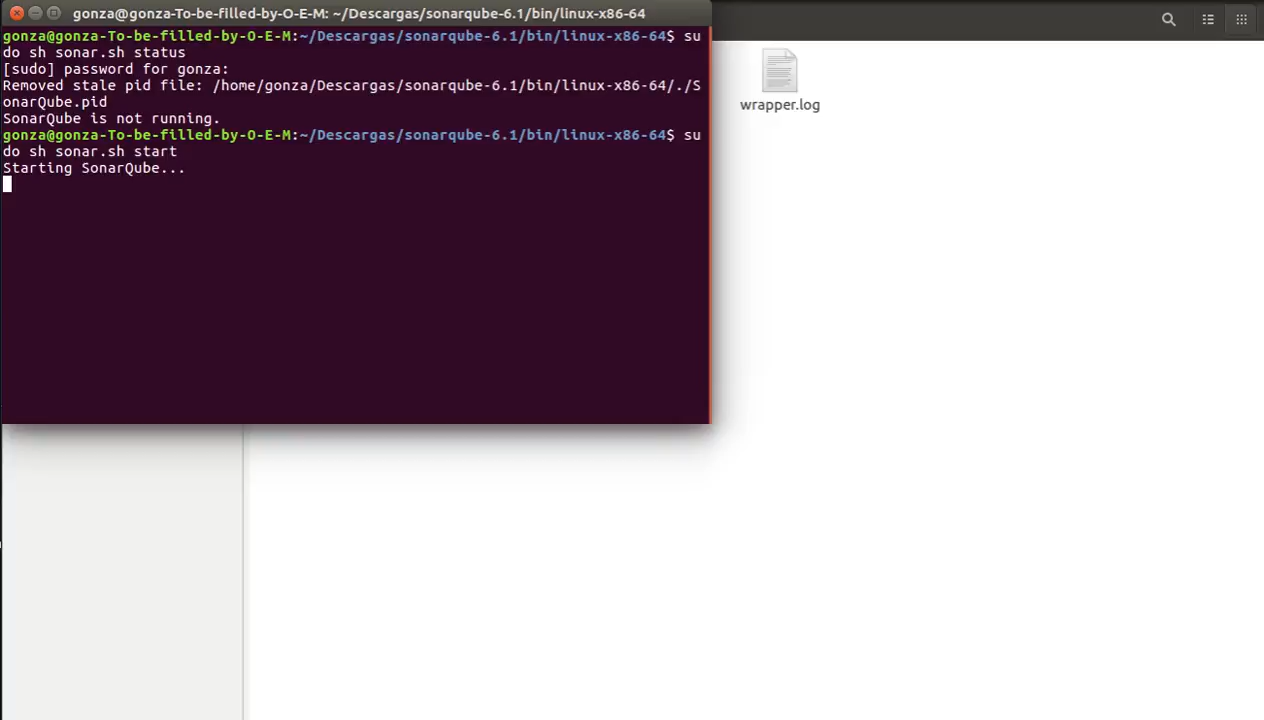 gonza@gonza-To-be-filled-by-O-E-M: ~/Descargas/sonarqube-6.1/bin/linux-x86-64
gonza@gonza-To-be-filled-by-O-E-M:~/Descargas/sonarqube-6.1/bin/linux-x86-64$ su
do sh sonar.sh status
[sudo] password for gonza:
Removed stale pid file: /home/gonza/Descargas/sonarqube-6.1/bin/linux-x86-64/./S
onarQube.pid
SonarQube is not running.
gonza@gonza-To-be-filled-by-O-E-M:~/Descargas/sonarqube-6.1/bin/linux-x86-64$ su
do sh sonar.sh start
Starting SonarQube...
wrapper.log